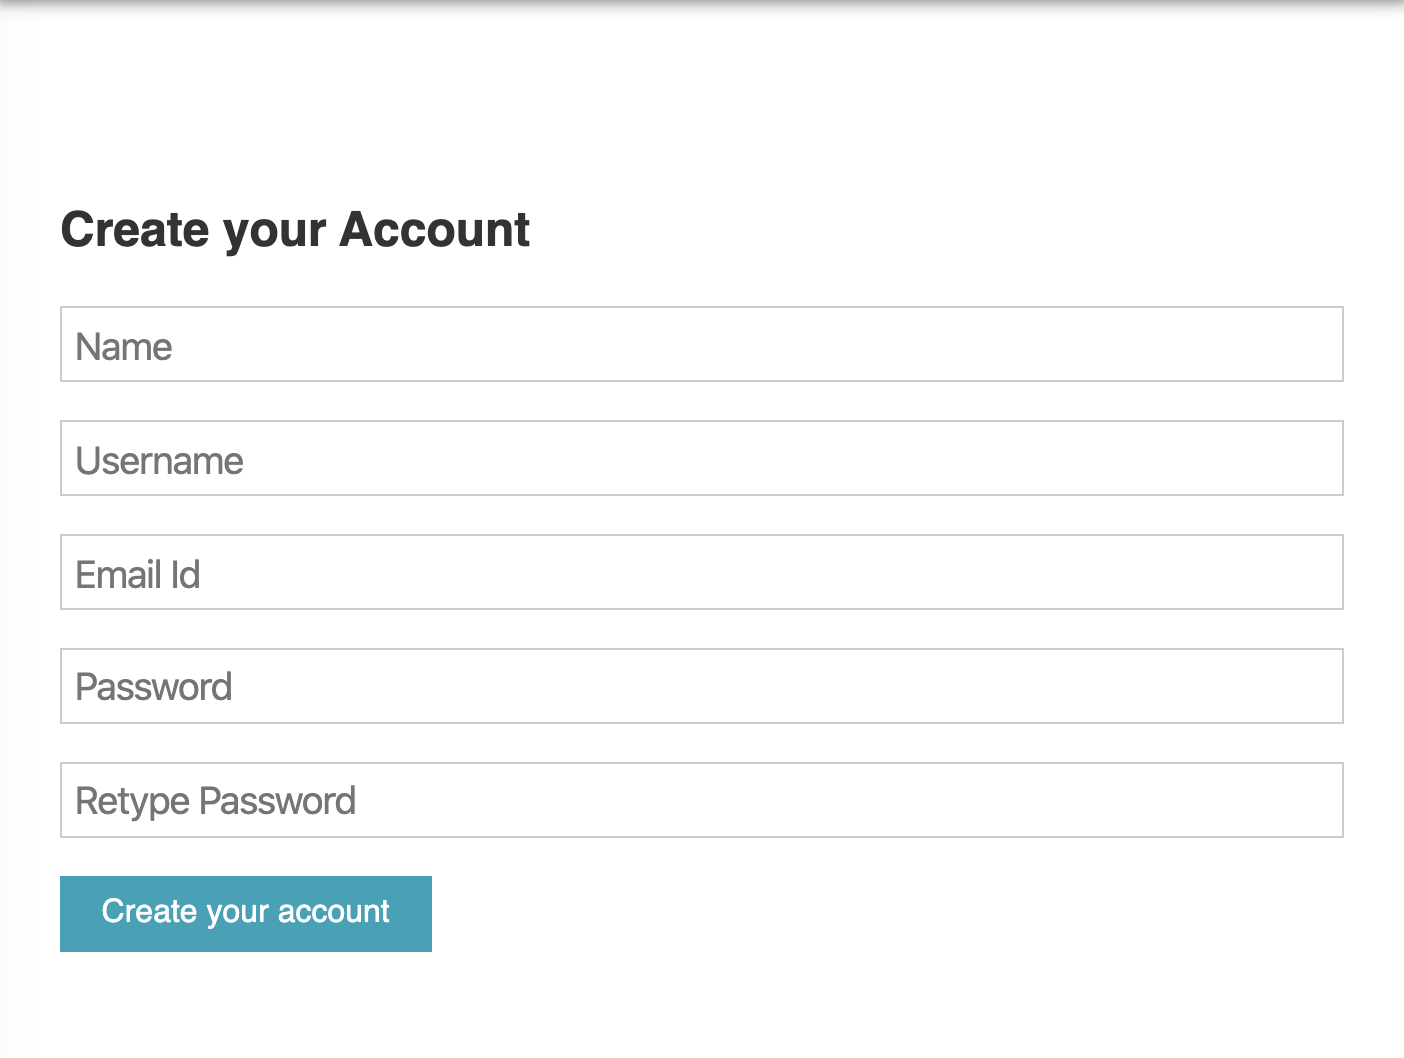 Create your Account
Name
Username
Email Id
Password
Retype Password
Create your account